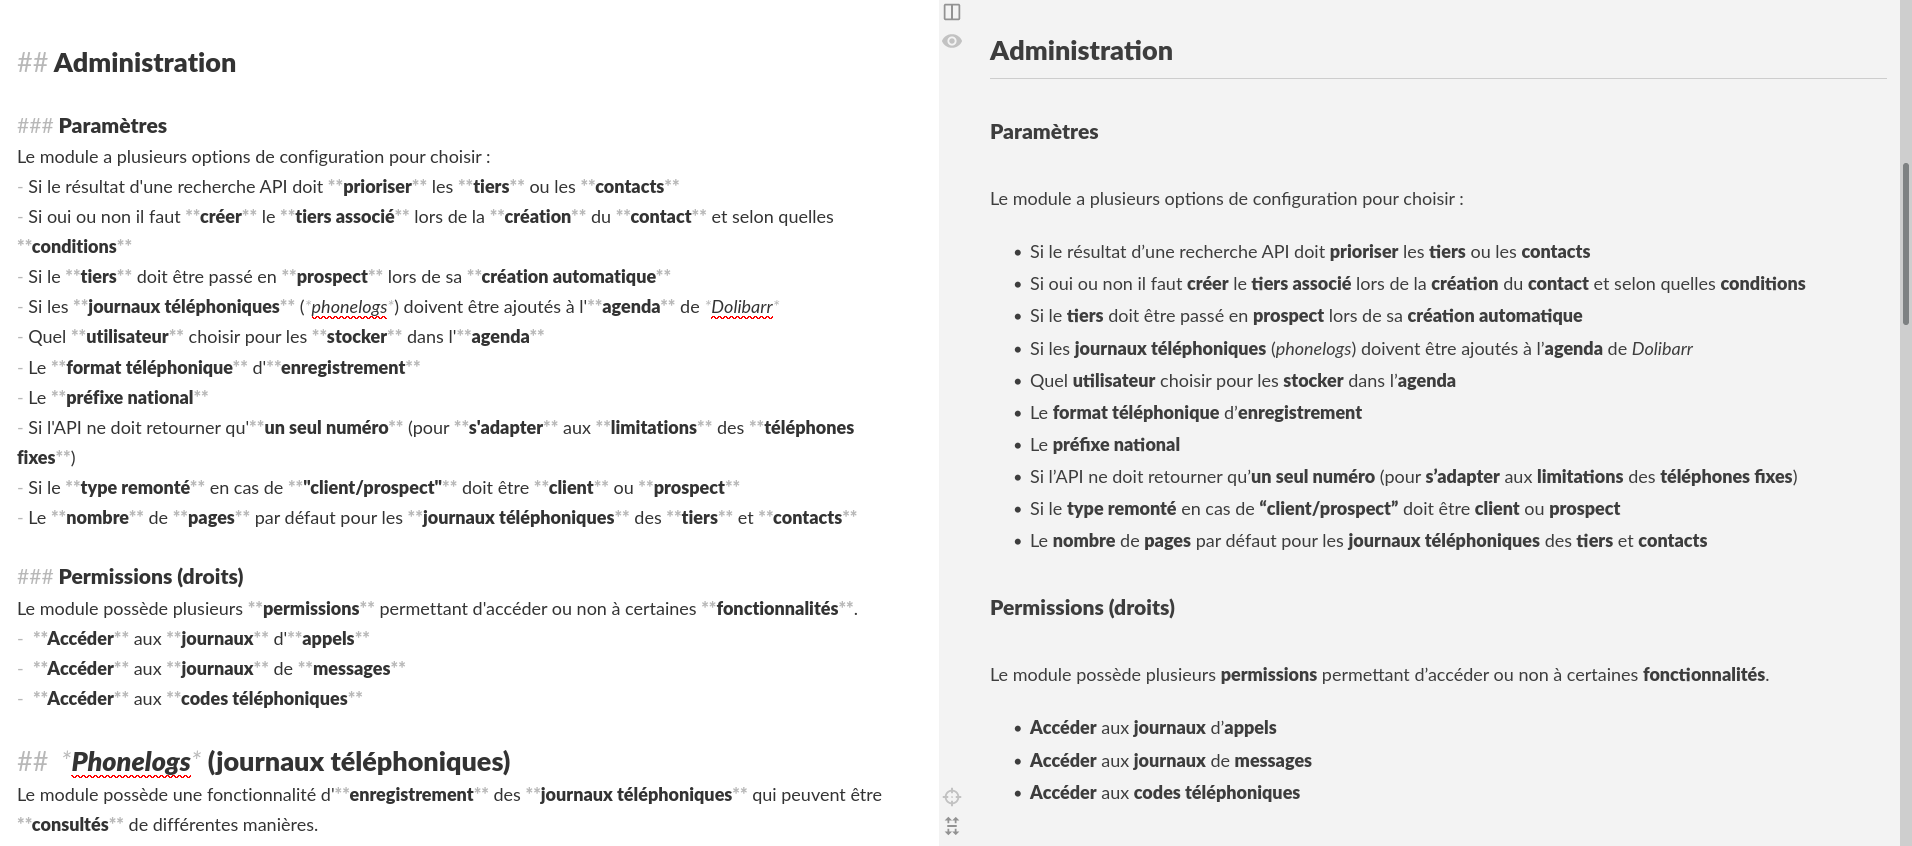 ## Administration
### Paramètres
Le module a plusieurs options de configuration pour choisir :
- Si le résultat d'une recherche API doit **prioriser** les **tiers** ou les **contacts**
- Si oui ou non il faut **créer** le **tiers associé** lors de la **création** du **contact** et selon quelles
**conditions**
- Si le **tiers** doit être passé en **prospect** lors de sa **création automatique**
- Si les **journaux téléphoniques** (*phonelogs*) doivent être ajoutés à l'**agenda** de *Dolibarr*
- Quel **utilisateur** choisir pour les **stocker** dans l'**agenda**
- Le **format téléphonique** d'**enregistrement**
- Le **préfixe national**
- Si l'API ne doit retourner qu'**un seul numéro** (pour **s'adapter** aux **limitations** des **téléphones
fixes**)
- Si le **type remonté** en cas de **"client/prospect"** doit être **client** ou **prospect**
- Le **nombre** de **pages** par défaut pour les **journaux téléphoniques** des **tiers** et **contacts**
### Permissions (droits)
Le module possède plusieurs **permissions** permettant d'accéder ou non à certaines **fonctionnalités**.
- **Accéder** aux **journaux** d'**appels**
- **Accéder** aux **journaux** de **messages**
- **Accéder** aux **codes téléphoniques**
## *Phonelogs* (journaux téléphoniques)
Le module possède une fonctionnalité d'**enregistrement** des **journaux téléphoniques** qui peuvent être
**consultés** de différentes manières.
Administration
Paramètres
Le module a plusieurs options de configuration pour choisir :
• Si le résultat d’une recherche API doit prioriser les tiers ou les contacts
• Si oui ou non il faut créer le tiers associé lors de la création du contact et selon quelles conditions
• Si le tiers doit être passé en prospect lors de sa création automatique
• Si les journaux téléphoniques (phonelogs) doivent être ajoutés à l’agenda de Dolibarr
• Quel utilisateur choisir pour les stocker dans l’agenda
• Le format téléphonique d’enregistrement
• Le préfixe national
• Si l’API ne doit retourner qu’un seul numéro (pour s’adapter aux limitations des téléphones fixes)
• Si le type remonté en cas de “client/prospect” doit être client ou prospect
• Le nombre de pages par défaut pour les journaux téléphoniques des tiers et contacts
Permissions (droits)
Le module possède plusieurs permissions permettant d’accéder ou non à certaines fonctionnalités.
• Accéder aux journaux d’appels
• Accéder aux journaux de messages
• Accéder aux codes téléphoniques